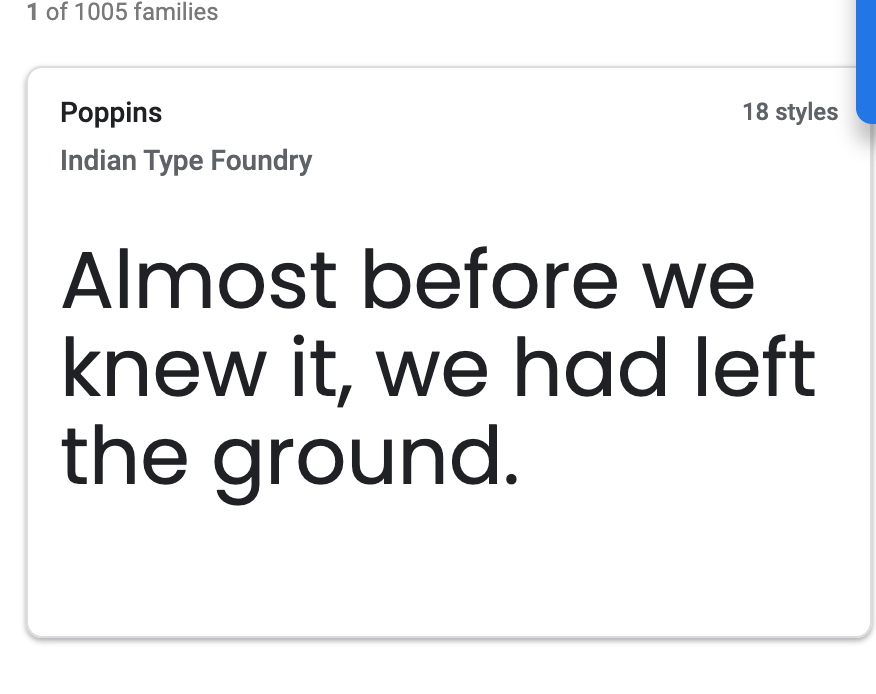 1 of 1005 families
Poppins
18 styles
Indian Type Foundry
Almost before we
knew it, we had left
the ground.